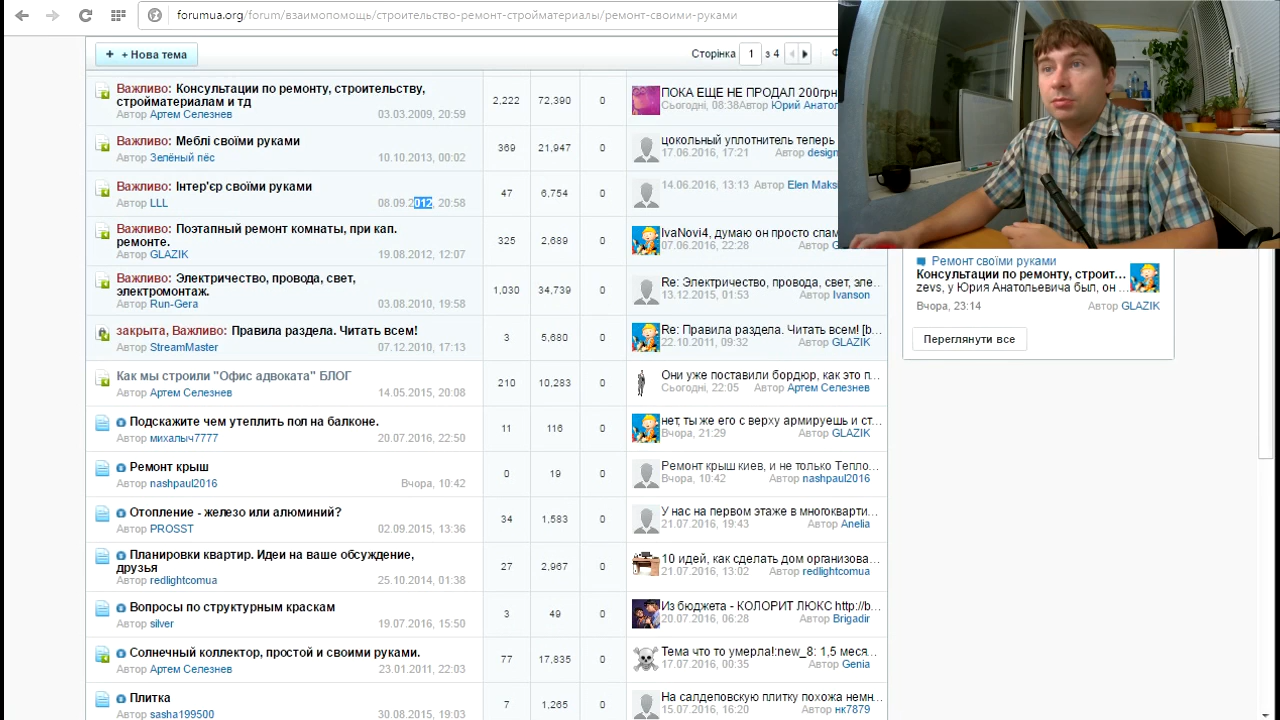 forumua.org/forum/взаимопомощь/строительство-ремонт-стройматериалы/ремонт-своими-руками
+ + Нова тема
Сторінка 1 з 4
Важливо: Консультации по ремонту, строительству,
стройматериалам и тд
Автор Артем Селезнев 03.03.2009, 20:59
2,222 72,390 0
ПОКА ЕЩЕ НЕ ПРОДАЛ 200грн
Сьогодні, 08:38 Автор Юрий Анатол
Важливо: Меблі своїми руками
Автор Зелёный пёс 10.10.2013, 00:02
369 21,947 0
цокольный уплотнитель теперь
17.06.2016, 17:21 Автор design
Важливо: Інтер'єр своїми руками
Автор LLL 08.09.2012, 20:58
47 6,754 0
14.06.2016, 13:13 Автор Elen Maks
Важливо: Поэтапный ремонт комнаты, при кап.
ремонте.
Автор GLAZIK 19.08.2012, 12:07
325 2,689 0
IvaNovi4, думаю он просто спам
07.06.2016, 22:28 Автор G
Важливо: Электричество, провода, свет,
электромонтаж.
Автор Run-Gera 03.08.2010, 19:58
1,030 34,739 0
Re: Электричество, провода, свет, эле…
13.12.2015, 01:53 Автор Ivanson
закрыта, Важливо: Правила раздела. Читать всем!
Автор StreamMaster 07.12.2010, 17:13
3 5,680 0
Re: Правила раздела. Читать всем! [b…
22.10.2011, 09:32 Автор GLAZIK
Как мы строили "Офис адвоката" БЛОГ
Автор Артем Селезнев 14.05.2015, 20:08
210 10,283 0
Они уже поставили бордюр, как это п…
Сьогодні, 22:05 Автор Артем Селезнев
Подскажите чем утеплить пол на балконе.
Автор михалыч7777 20.07.2016, 22:50
11 116 0
нет, ты же его с верху армируешь и ст…
Вчора, 21:29 Автор GLAZIK
Ремонт крыш
Автор nashpaul2016 Вчора, 10:42
0 19 0
Ремонт крыш киев, и не только Тепло…
Вчора, 10:42 Автор nashpaul2016
Отопление - железо или алюминий?
Автор PROSST 02.09.2015, 13:36
34 1,583 0
У нас на первом этаже в многокварти…
21.07.2016, 19:43 Автор Anelia
Планировки квартир. Идеи на ваше обсуждение,
друзья
Автор redlightcomua 25.10.2014, 01:38
27 2,967 0
10 идей, как сделать дом организова…
21.07.2016, 13:02 Автор redlightcomua
Вопросы по структурным краскам
Автор silver 19.07.2016, 15:50
3 49 0
Из бюджета - КОЛОРИТ ЛЮКС http://b…
20.07.2016, 06:28 Автор Brigadir
Солнечный коллектор, простой и своими руками.
Автор Артем Селезнев 23.01.2011, 22:03
77 17,835 0
Тема что то умерла!:new_8: 1,5 меся…
17.07.2016, 00:35 Автор Genia
Плитка
Автор sasha199500 30.08.2015, 19:03
7 1,265 0
На салдеповскую плитку похожа немн…
15.07.2016, 16:20 Автор нк7879
Ремонт своїми руками
Консультации по ремонту, строит…
zevs, у Юрия Анатольевича был, он …
Вчора, 23:14 Автор GLAZIK
Переглянути все